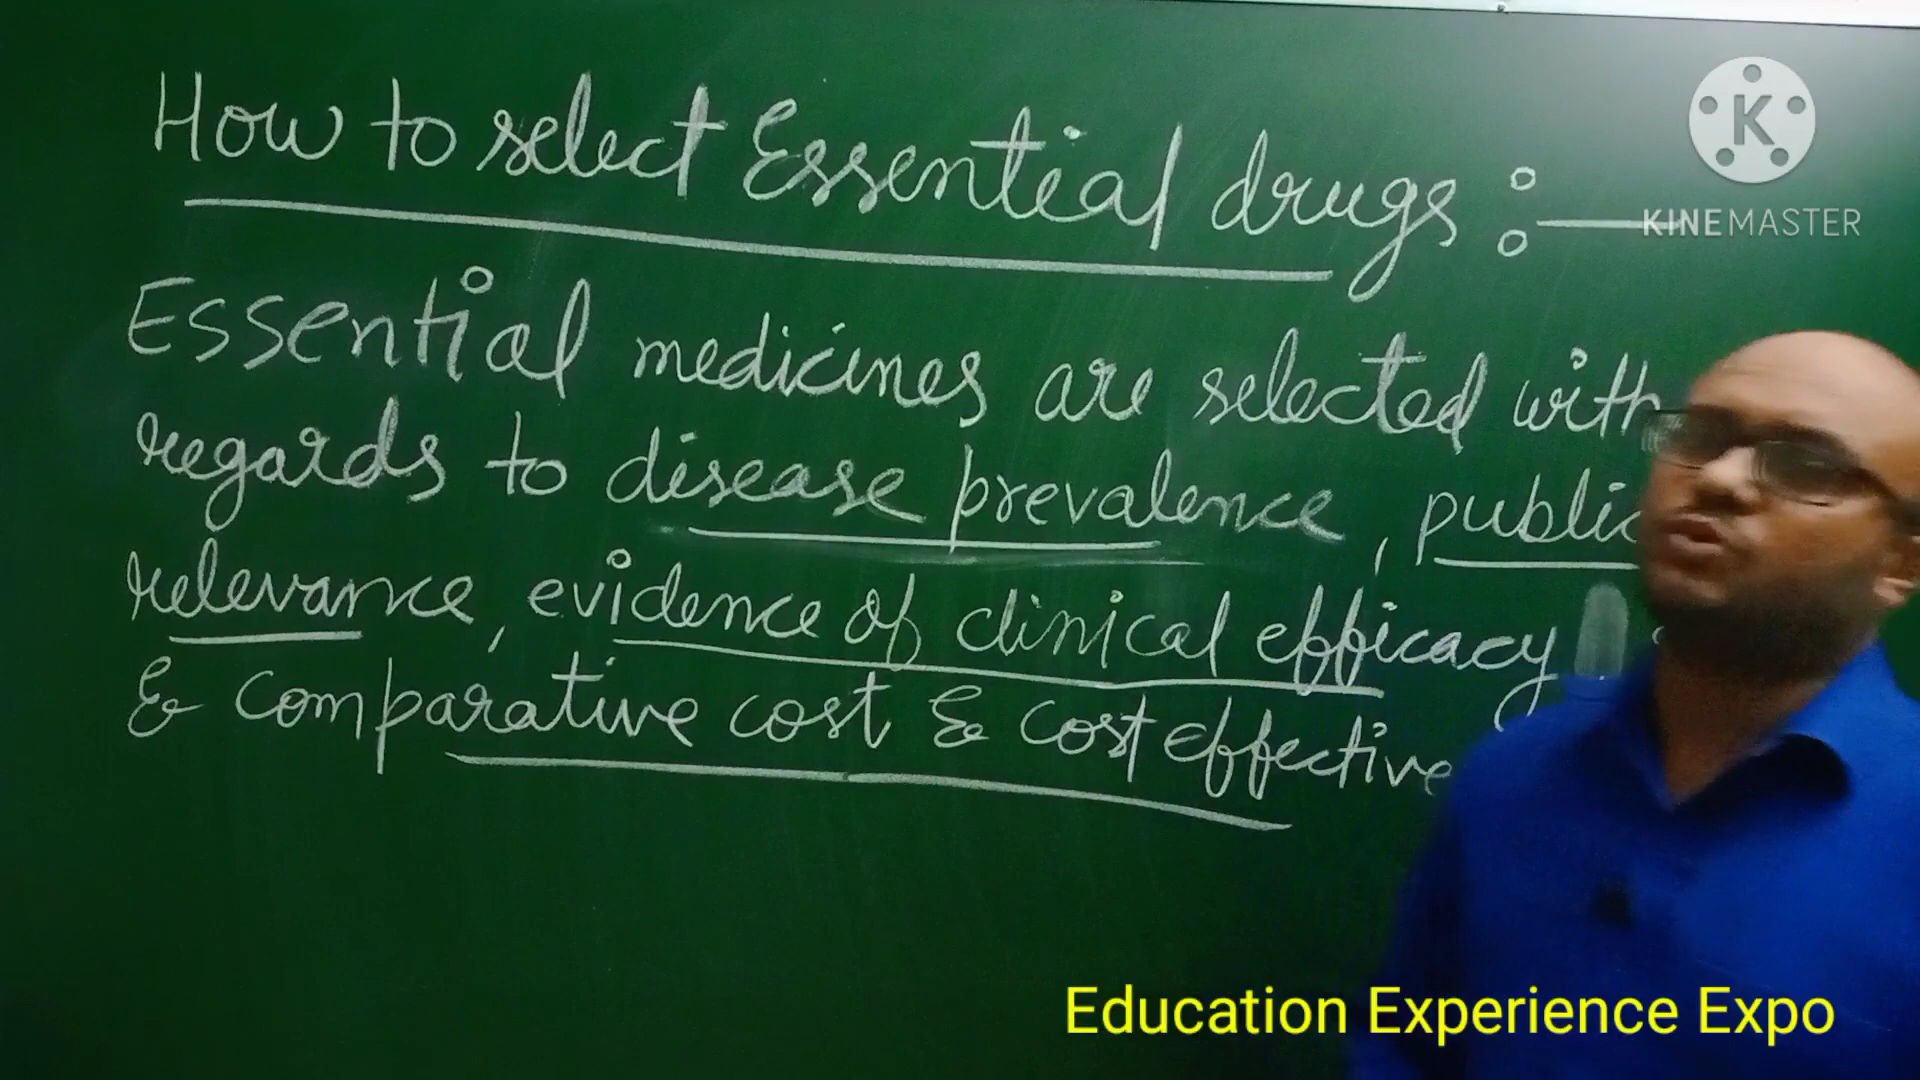 How to select Essential drugs :—
Essential medicines are selected with
regards to disease prevalence, public
relevance, evidence of clinical efficacy
& comparative cost & cost effective
K
KINEMASTER
Education Experience Expo